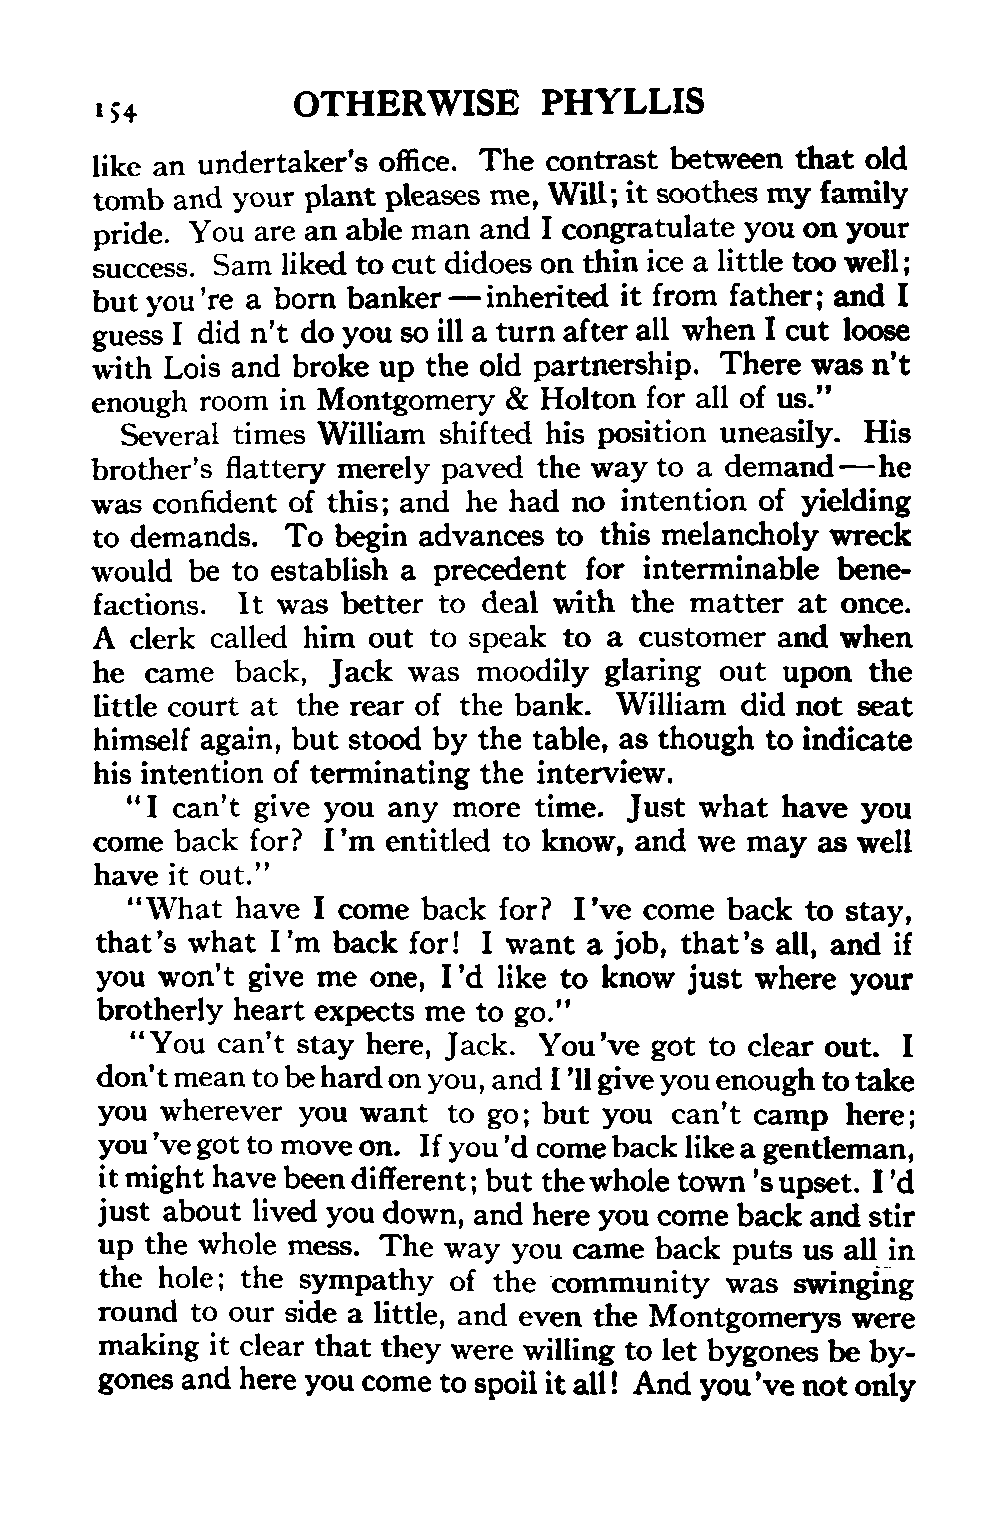 154 OTHERWISE PHYLLIS
like an undertaker's office. The contrast between that old
tomb and your plant pleases me, Will; it soothes my family
pride. You are an able man and I congratulate you on your
success. Sam liked to cut didoes on thin ice a little too well;
but you 're a born banker — inherited it from father; and I
guess I did n't do you so ill a turn after all when I cut loose
with Lois and broke up the old partnership. There was n't
enough room in Montgomery & Holton for all of us."
Several times William shifted his position uneasily. His
brother's flattery merely paved the way to a demand — he
was confident of this; and he had no intention of yielding
to demands. To begin advances to this melancholy wreck
would be to establish a precedent for interminable bene-
factions. It was better to deal with the matter at once.
A clerk called him out to speak to a customer and when
he came back, Jack was moodily glaring out upon the
little court at the rear of the bank. William did not seat
himself again, but stood by the table, as though to indicate
his intention of terminating the interview.
"I can't give you any more time. Just what have you
come back for? I 'm entitled to know, and we may as well
have it out."
"What have I come back for? I 've come back to stay,
that's what I 'm back for! I want a job, that's all, and if
you won't give me one, I 'd like to know just where your
brotherly heart expects me to go."
"You can't stay here, Jack. You 've got to clear out. I
don't mean to be hard on you, and I 'll give you enough to take
you wherever you want to go; but you can't camp here;
you 've got to move on. If you 'd come back like a gentleman,
it might have been different; but the whole town 's upset. I 'd
just about lived you down, and here you come back and stir
up the whole mess. The way you came back puts us all in
the hole; the sympathy of the community was swinging
round to our side a little, and even the Montgomerys were
making it clear that they were willing to let bygones be by-
gones and here you come to spoil it all! And you 've not only